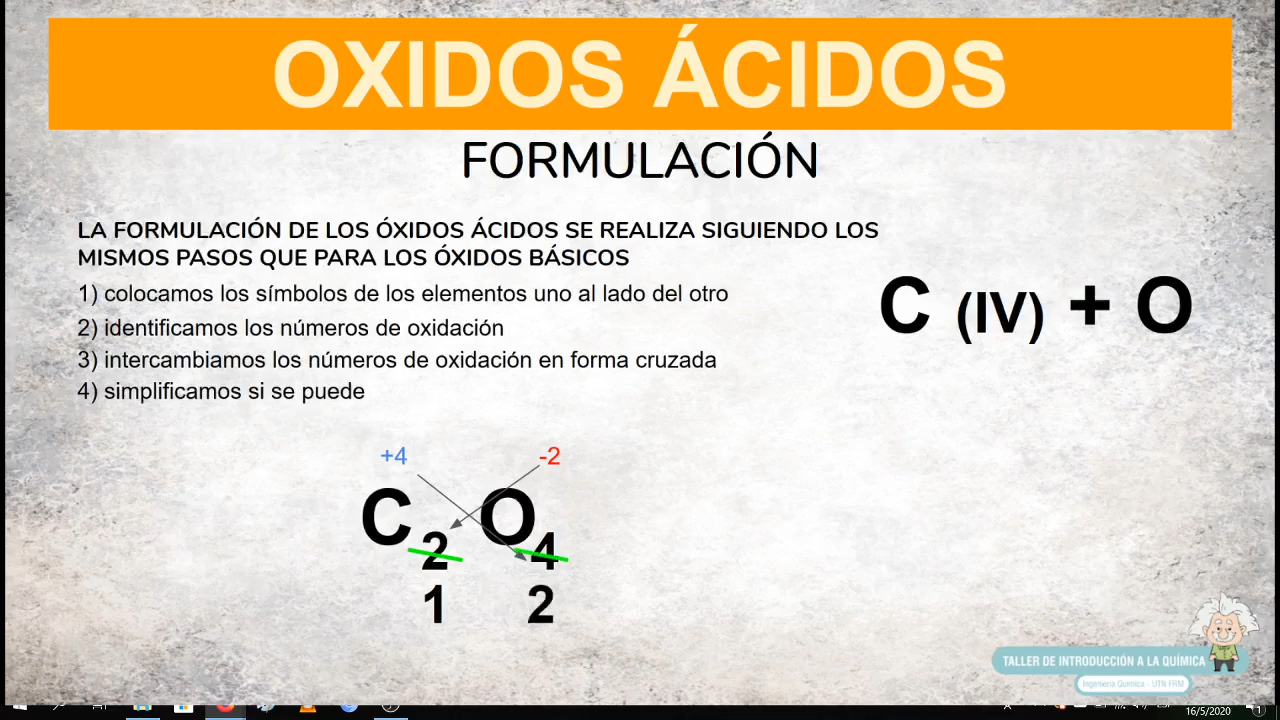 OXIDOS ÁCIDOS
FORMULACIÓN
LA FORMULACIÓN DE LOS ÓXIDOS ÁCIDOS SE REALIZA SIGUIENDO LOS
MISMOS PASOS QUE PARA LOS ÓXIDOS BÁSICOS
1) colocamos los símbolos de los elementos uno al lado del otro
2) identificamos los números de oxidación
3) intercambiamos los números de oxidación en forma cruzada
4) simplificamos si se puede
C (IV) + O
+4 -2
C 2 O 4
1 2
TALLER DE INTRODUCCIÓN A LA QUÍMICA
Ingeniería Química - UTN FRM
16/5/2020
1